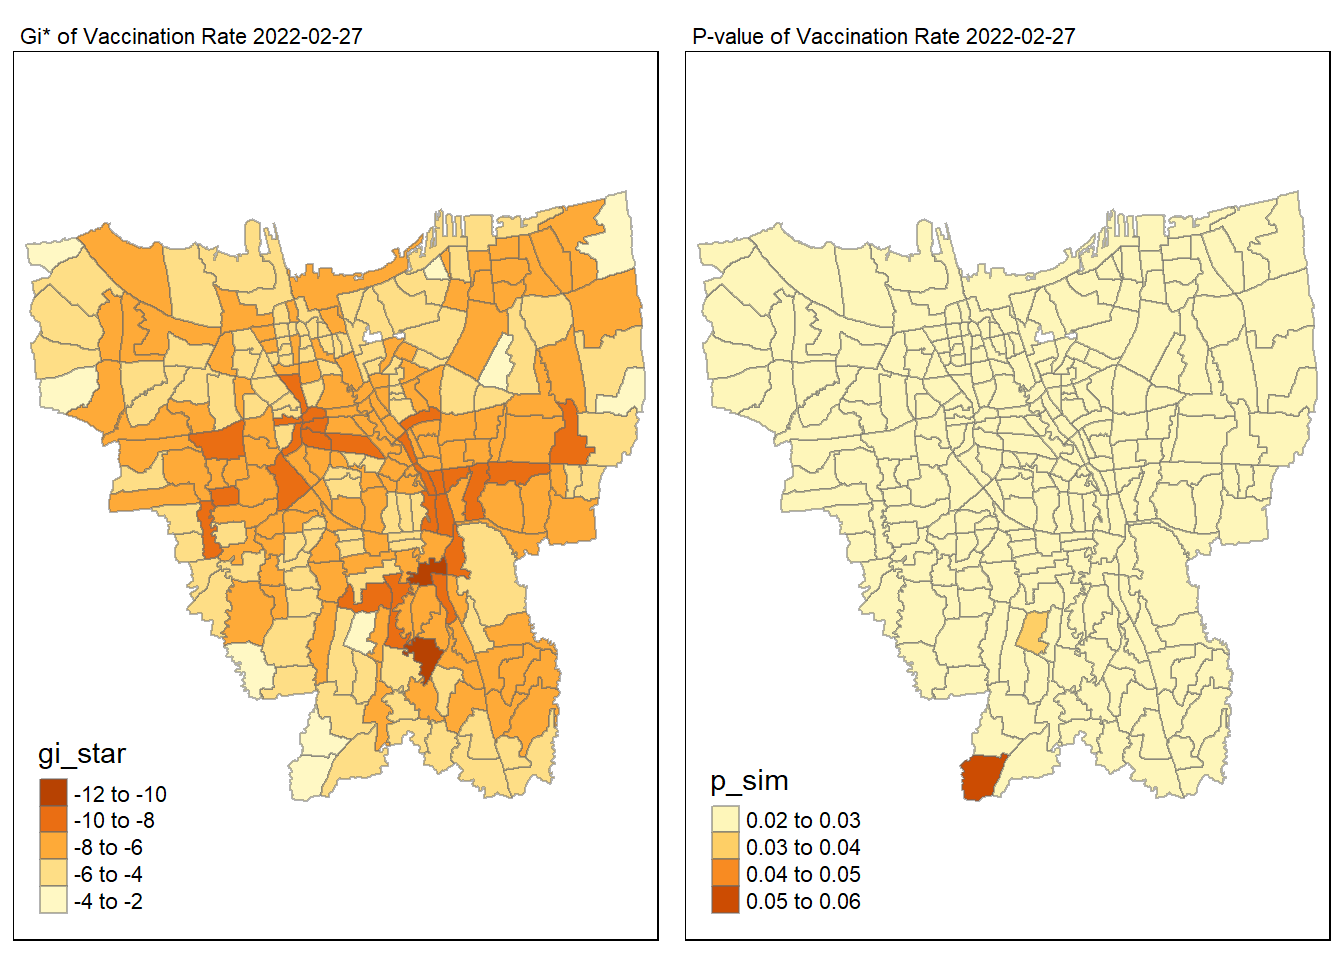 Gi* of Vaccination Rate 2022-02-27
gi_star
-12 to -10
-10 to -8
-8 to -6
-6 to -4
-4 to -2
P-value of Vaccination Rate 2022-02-27
p_sim
0.02 to 0.03
0.03 to 0.04
0.04 to 0.05
0.05 to 0.06